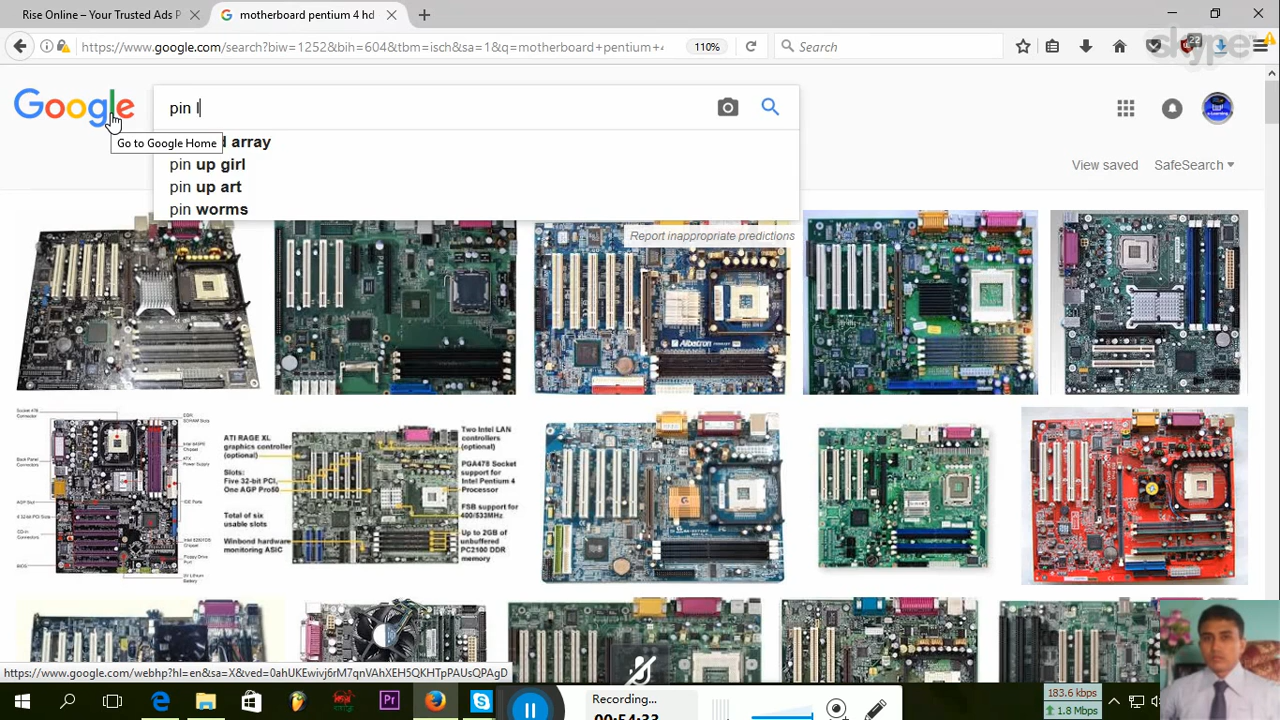 Rise Online – Your Trusted Ads P
motherboard pentium 4 hd
https://www.google.com/search?biw=1252&bih=604&tbm=isch&sa=1&q=motherboard+pentium+4
110%
Search
22
skype
Google
pin l
Go to Google Home
d array
pin up girl
pin up art
pin worms
Report inappropriate predictions
View saved
SafeSearch
ATI RAGE XL
graphics controller
(optional)
Slots:
Five 32-bit PCI,
One AGP Pro50
Total of six
usable slots
Winbond hardware
monitoring ASIC
Two Intel LAN
controllers
(optional)
PGA478 Socket
support for
Intel Pentium 4
Processor
FSB support for
400/533MHz
Up to 2GB of
unbuffered
PC2100 DDR
memory
https://www.google.com/webhp?hl=en&sa=X&ved=0ahUKEwivj6rM7qnVAhXEH5QKHTpPAUsQPAgD
Recording...
00:54:33
183.6 kbps
1.8 Mbps